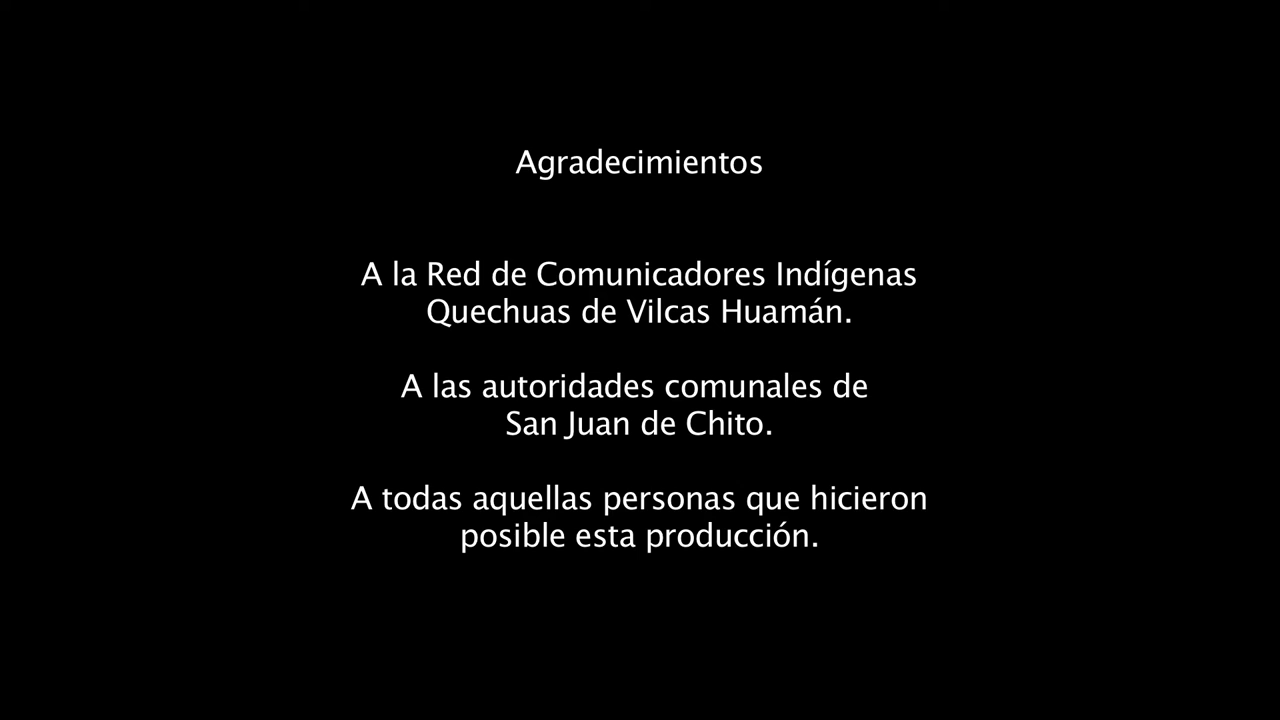 Agradecimientos
A la Red de Comunicadores Indígenas
Quechuas de Vilcas Huamán.
A las autoridades comunales de
San Juan de Chito.
A todas aquellas personas que hicieron
posible esta producción.